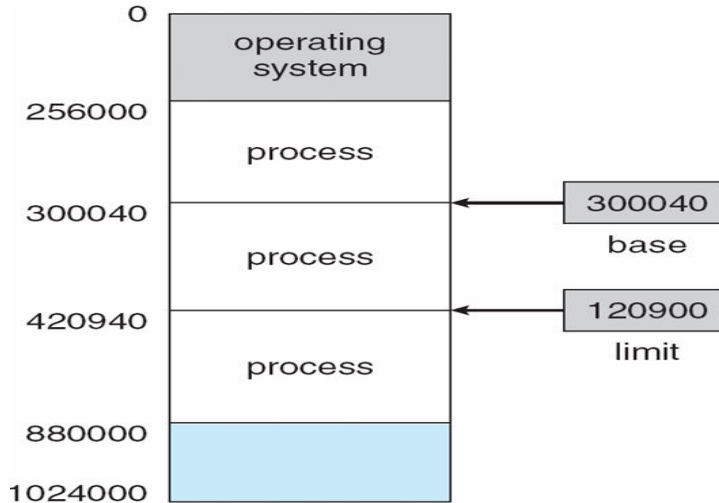 0
operating
system
256000
process
300040
300040
base
process
420940
120900
limit
process
880000
1024000